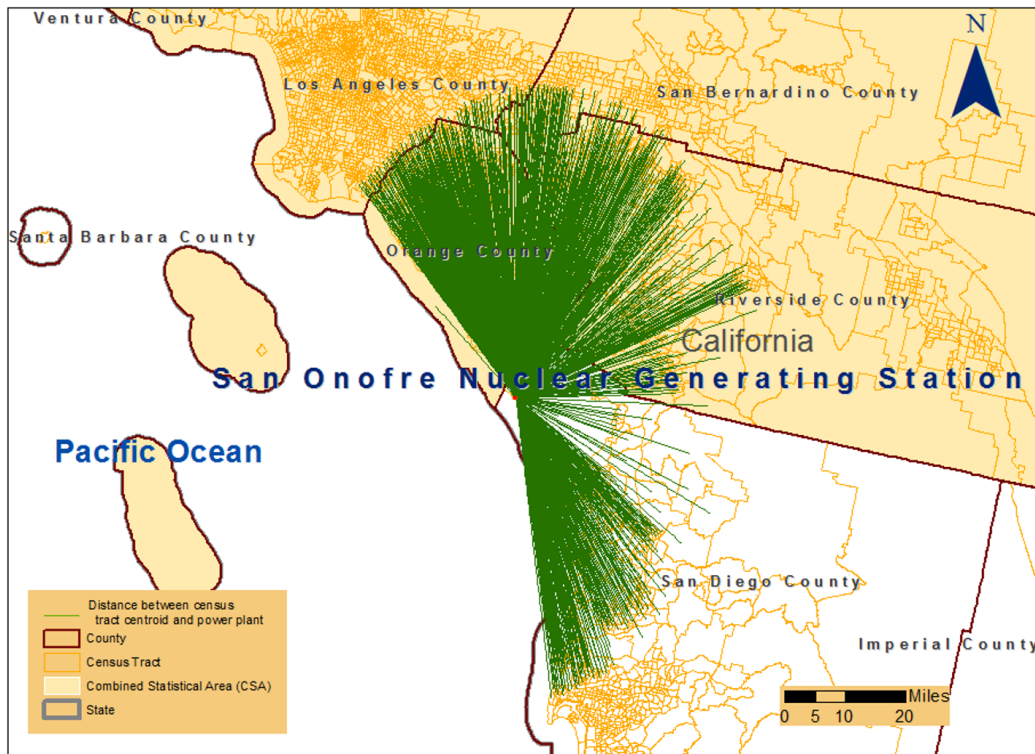 Ventura County
N
Los Angeles County
San Bernardino County
Santa Barbara County
Orange County
Riverside County
California
San Onofre Nuclear Generating Station
Pacific Ocean
San Diego County
Imperial County
Distance between census
tract centroid and power plant
County
Census Tract
Combined Statistical Area (CSA)
State
Miles
0 5 10 20